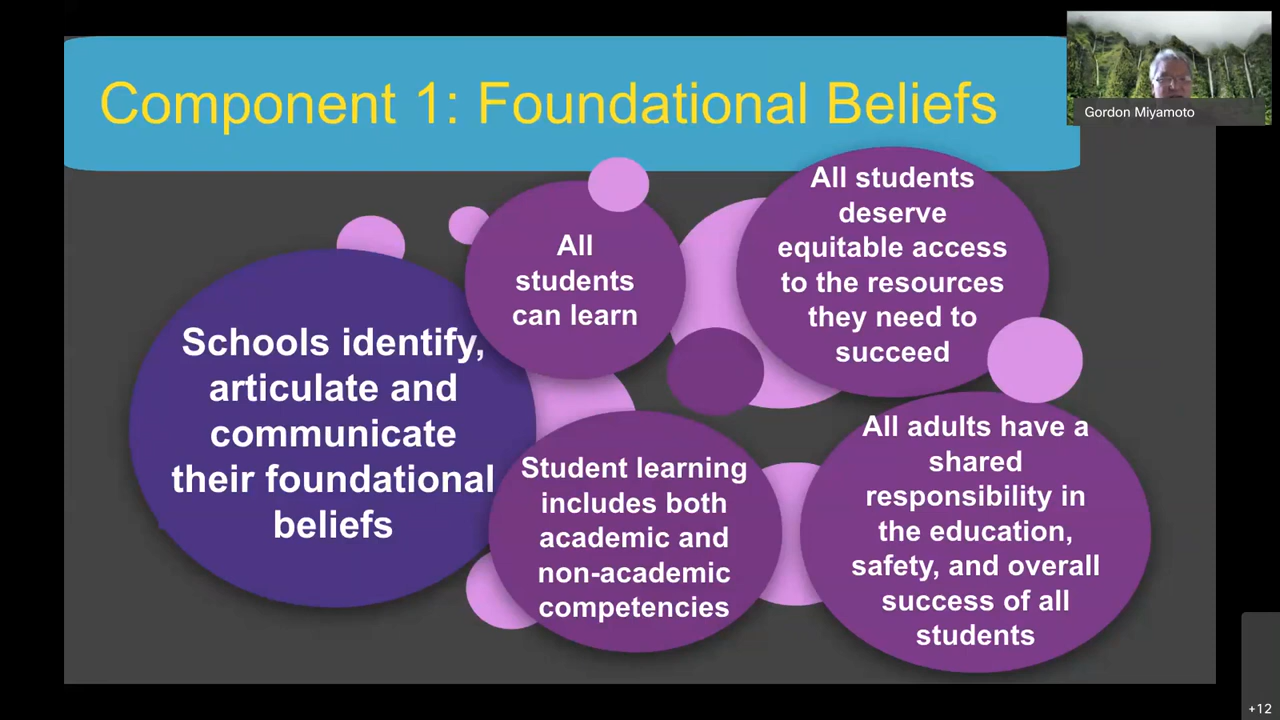 Component 1: Foundational Beliefs
Gordon Miyamoto
Schools identify,
articulate and
communicate
their foundational
beliefs
All
students
can learn
All students
deserve
equitable access
to the resources
they need to
succeed
Student learning
includes both
academic and
non-academic
competencies
All adults have a
shared
responsibility in
the education,
safety, and overall
success of all
students
+12